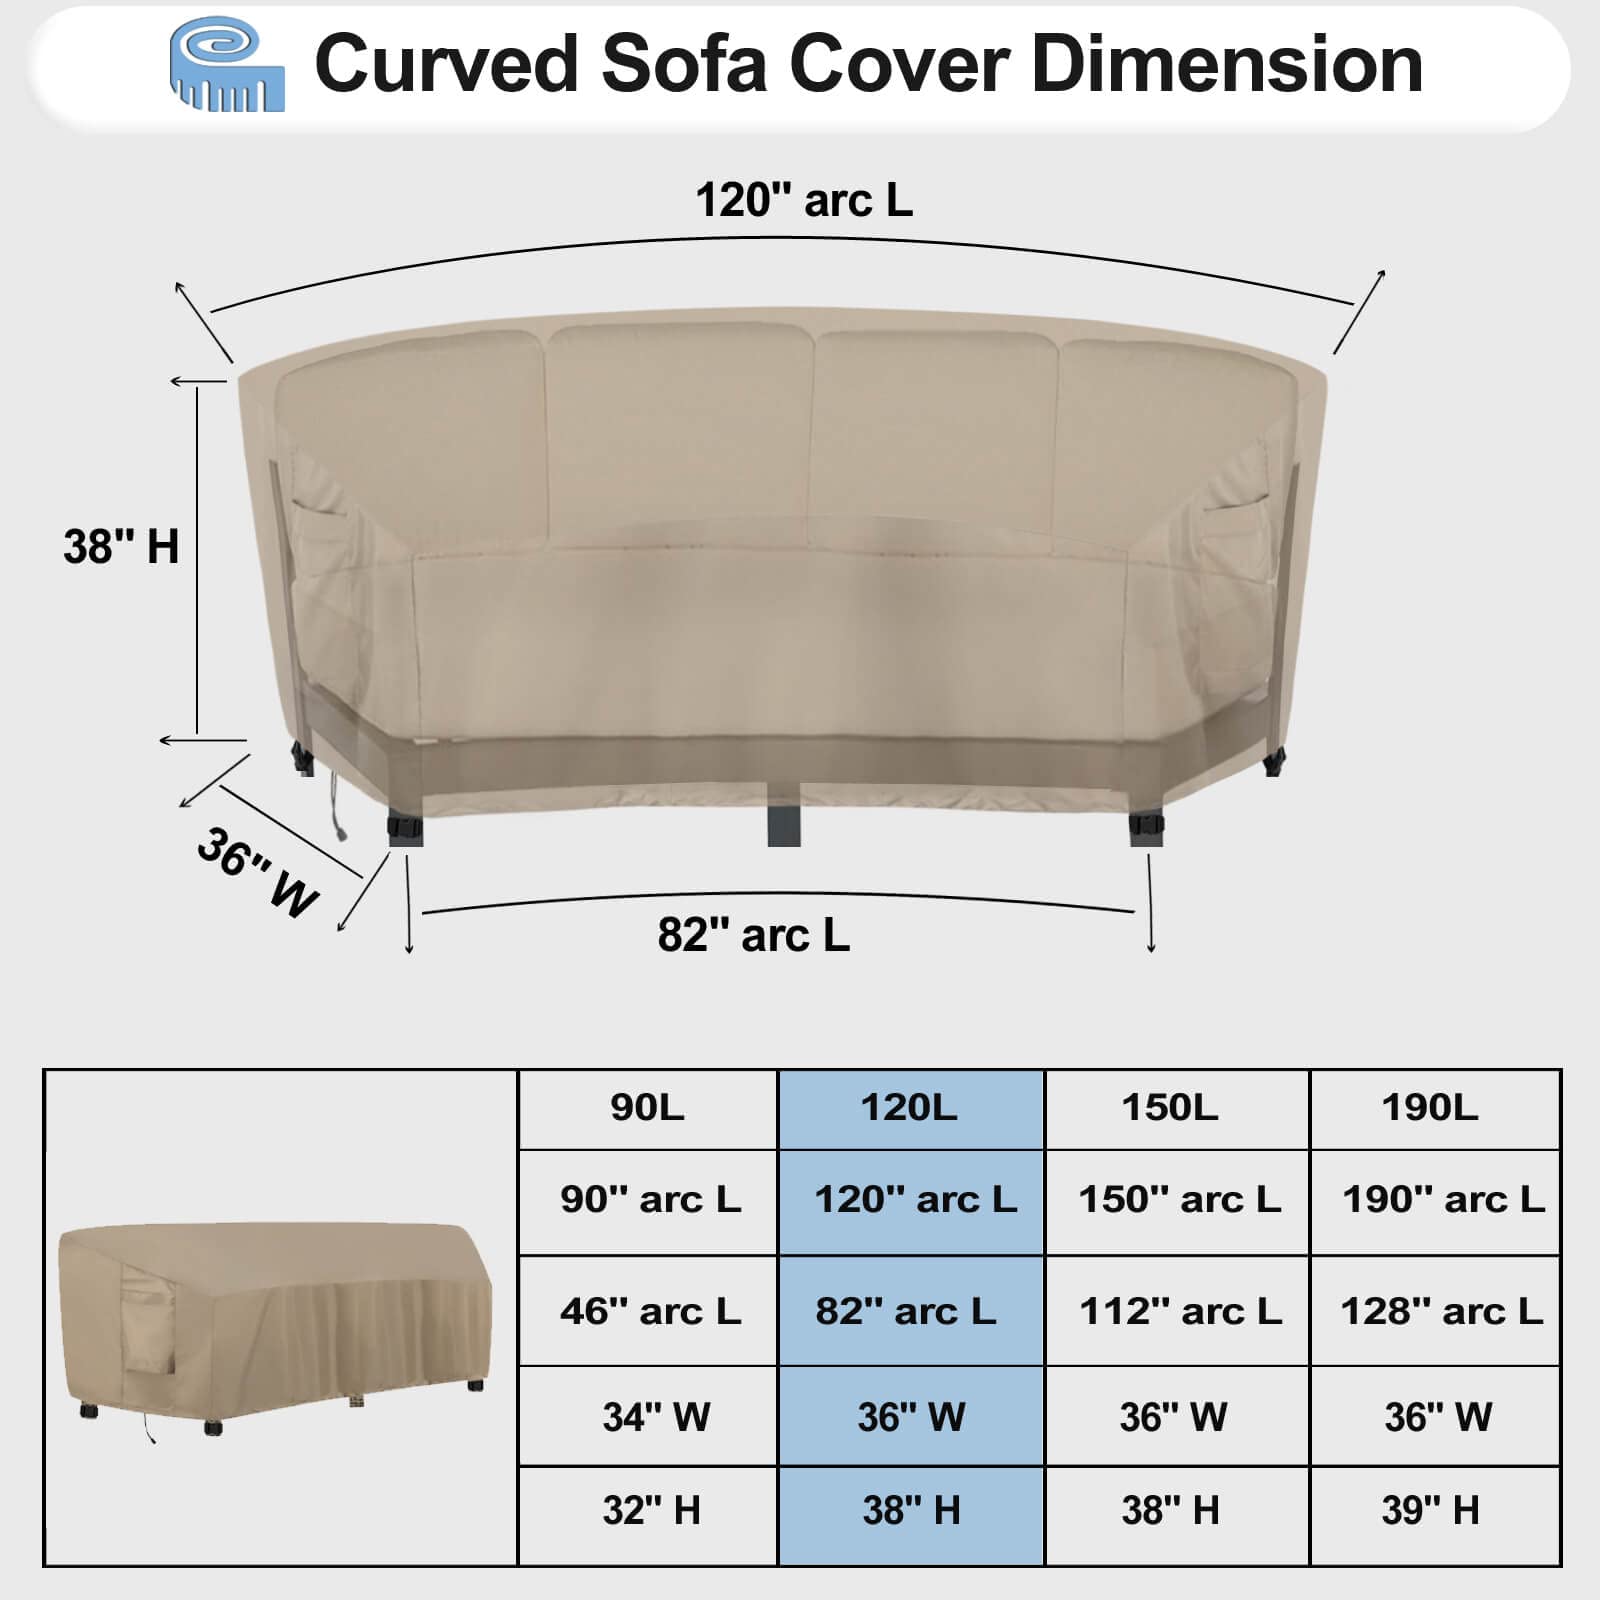 Curved Sofa Cover Dimension
120" arc L
38" H
36" W
82" arc L
90L 120L 150L 190L
90" arc L 120" arc L 150" arc L 190" arc L
46" arc L 82" arc L 112" arc L 128" arc L
34" W 36" W 36" W 36" W
32" H 38" H 38" H 39" H